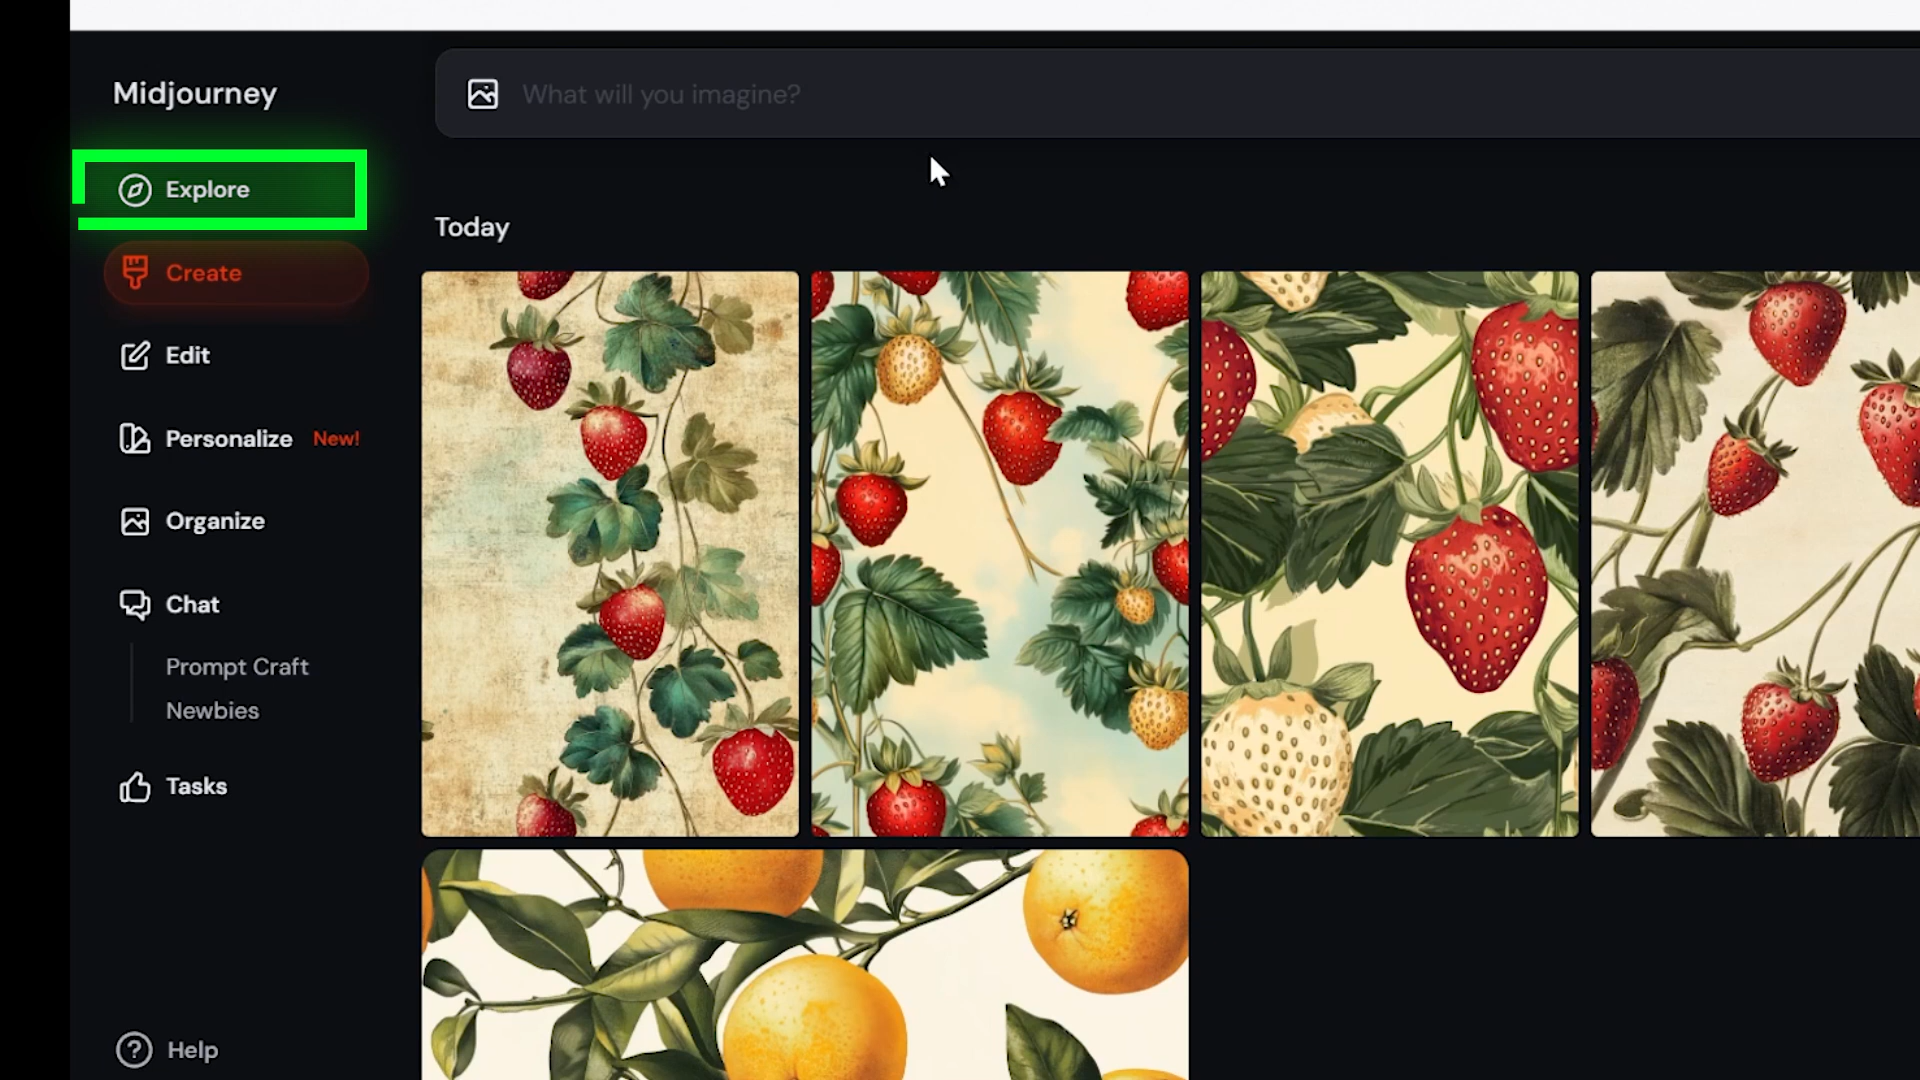 Midjourney
What will you imagine?
Explore
Today
Create
Edit
Personalize New!
Organize
Chat
Prompt Craft
Newbies
Tasks
Help